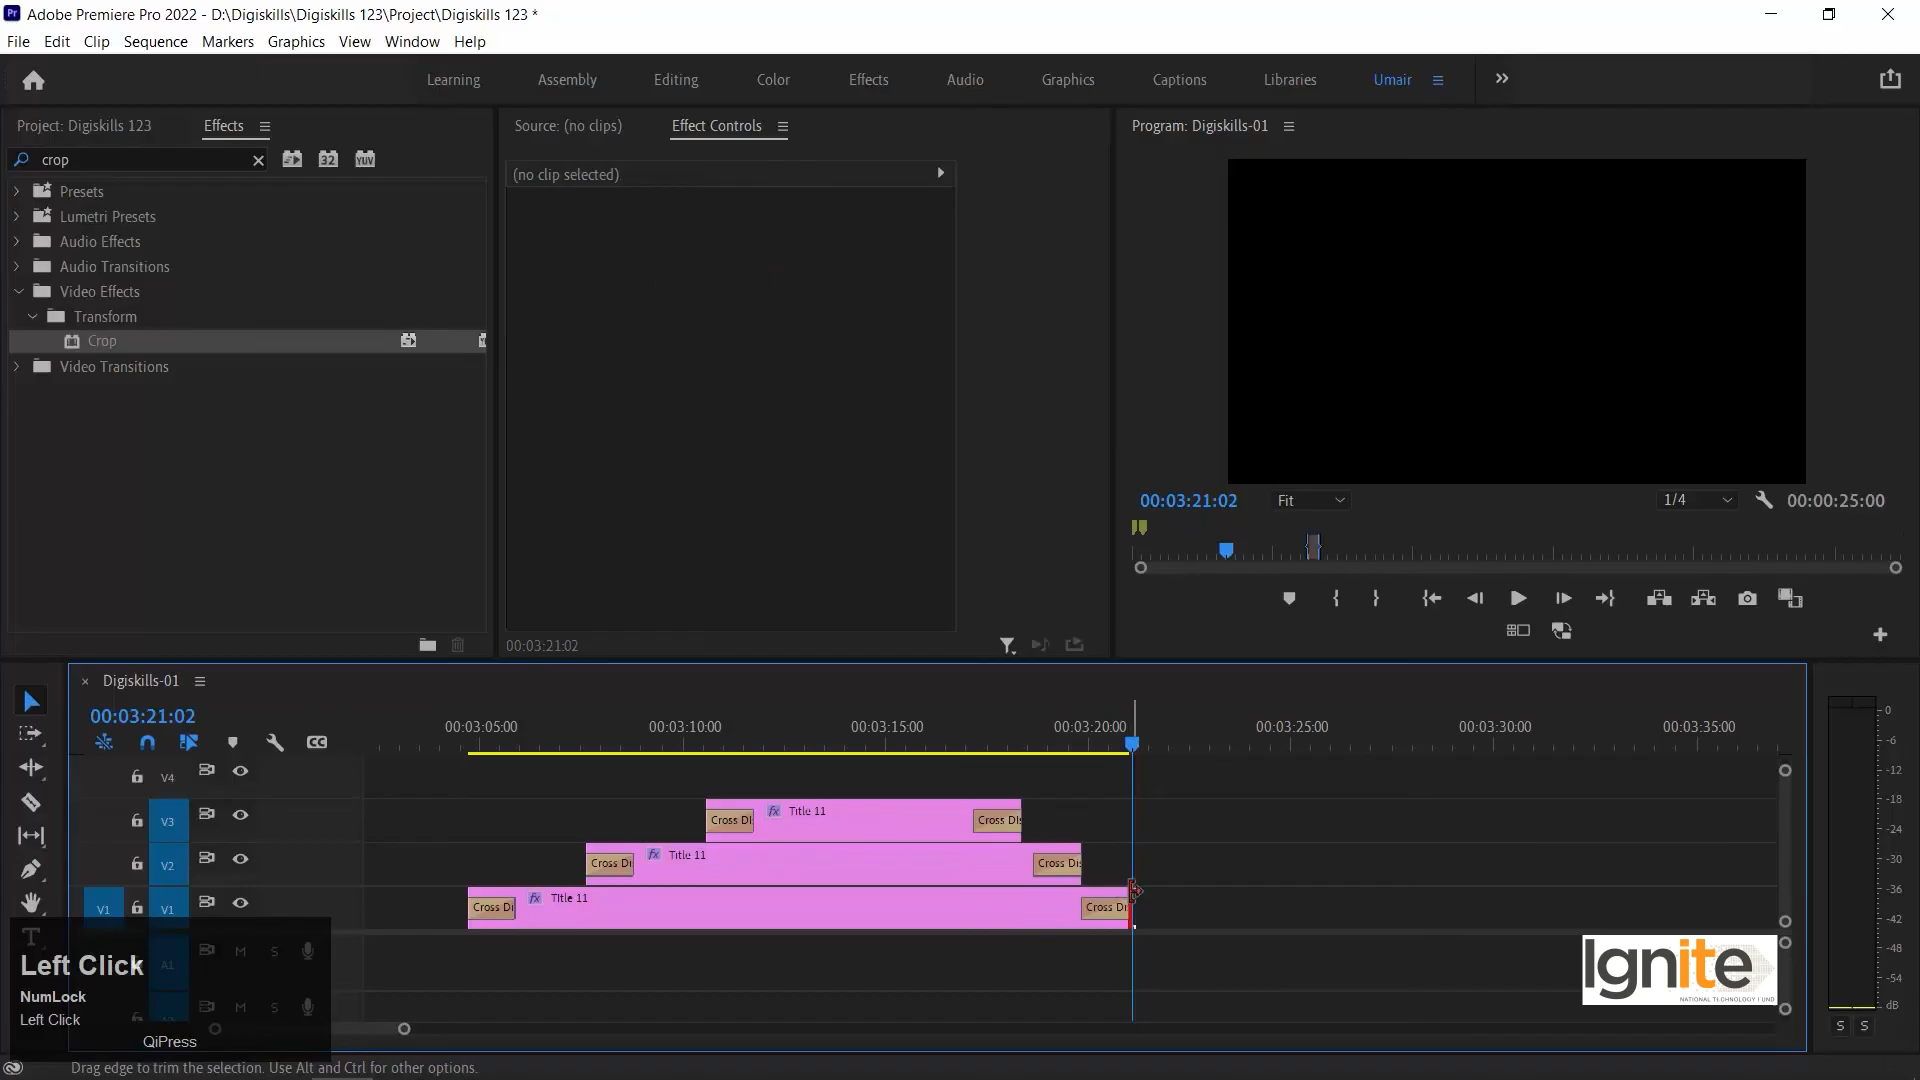 Adobe Premiere Pro 2022 - D:\Digiskills\Digiskills 123\Project\Digiskills 123 *
File Edit Clip Sequence Markers Graphics View Window Help
Learning Assembly Editing Color Effects Audio Graphics Captions Libraries Umair
Project: Digiskills 123 Effects
Source: (no clips) Effect Controls
Program: Digiskills-01
crop
32
YUV
(no clip selected)
Presets
Lumetri Presets
Audio Effects
Audio Transitions
Video Effects
Transform
Crop
Video Transitions
00:03:21:02 Fit 1/4 00:00:25:00
00:03:21:02
Digiskills-01
00:03:21:02
00:03:05:00 00:03:10:00 00:03:15:00 00:03:20:00 00:03:25:00 00:03:30:00 00:03:35:00
CC
V4
V3 Cross Di Title 11 Cross Dis
V2 Cross Di Title 11 Cross Dis
V1 V1 Cross Di Title 11 Cross Di
A1 M S
M S
Left Click
NumLock
Left Click
QiPress
Ignite
NATIONAL TECHNOLOGY FUND
0
-6
-12
-18
-24
-30
-36
-42
-48
-54
dB
S S
Drag edge to trim the selection. Use Alt and Ctrl for other options.